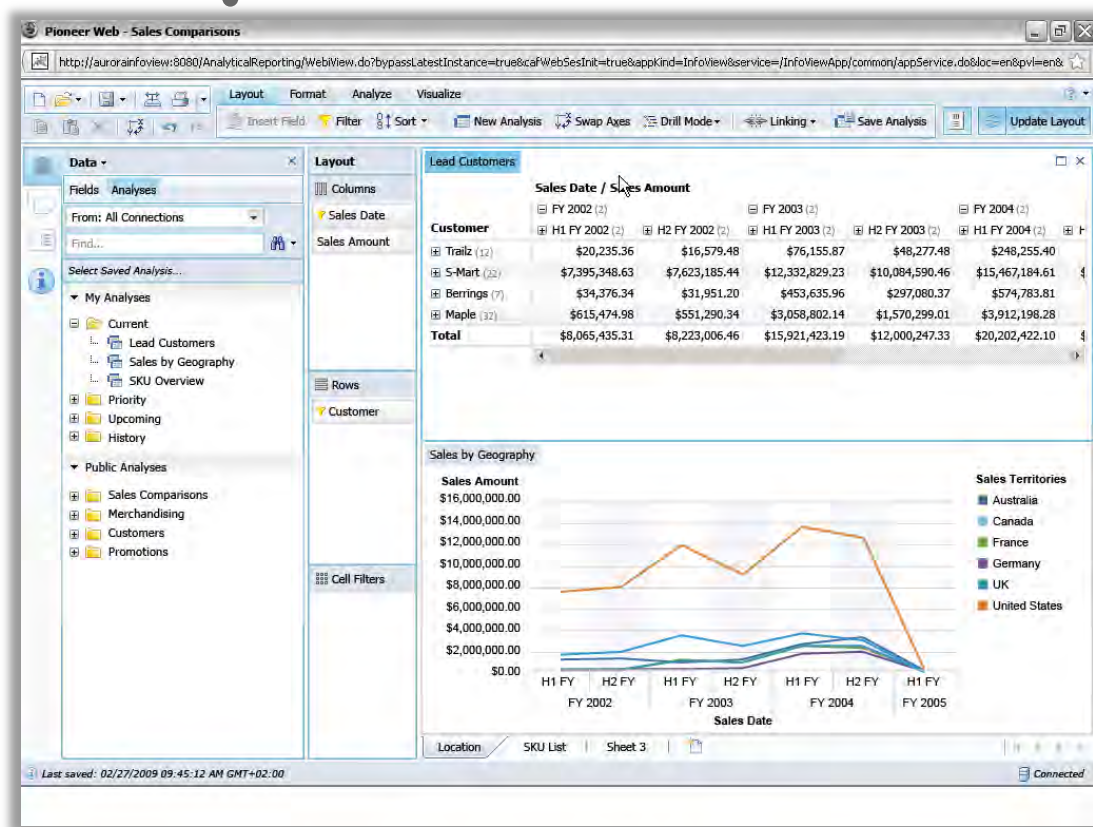 Pioneer Web - Sales Comparisons
http://aurorainfoview:8080/AnalyticalReporting/WebiView.do?bypassLatestInstance=true&cafWebSesInit=true&appKind=InfoView&service=/InfoViewApp/common/appService.do&loc=en&pvl=en&
Layout Format Analyze Visualize
Insert Field Filter Sort New Analysis Swap Axes Drill Mode Linking Save Analysis Update Layout
Data
Fields Analyses
From: All Connections
Find...
Select Saved Analysis...
My Analyses
Current
Lead Customers
Sales by Geography
SKU Overview
Priority
Upcoming
History
Public Analyses
Sales Comparisons
Merchandising
Customers
Promotions
Layout
Columns
Sales Date
Sales Amount
Rows
Customer
Cell Filters
Lead Customers
Sales Date / Sales Amount
FY 2002 (2) FY 2003 (2) FY 2004 (2)
Customer H1 FY 2002 (2) H2 FY 2002 (2) H1 FY 2003 (2) H2 FY 2003 (2) H1 FY 2004 (2) H
Trailz (12) $20,235.36 $16,579.48 $76,155.87 $48,277.48 $248,255.40
S-Mart (22) $7,395,348.63 $7,623,185.44 $12,332,829.23 $10,084,590.46 $15,467,184.61 $
Berrings (7) $34,376.34 $31,951.20 $453,635.96 $297,080.37 $574,783.81
Maple (32) $615,474.98 $551,290.34 $3,058,802.14 $1,570,299.01 $3,912,198.28
Total $8,065,435.31 $8,223,006.46 $15,921,423.19 $12,000,247.33 $20,202,422.10 $
Sales by Geography
Sales Amount
$16,000,000.00
$14,000,000.00
$12,000,000.00
$10,000,000.00
$8,000,000.00
$6,000,000.00
$4,000,000.00
$2,000,000.00
$0.00
H1 FY H2 FY H1 FY H2 FY H1 FY H2 FY H1 FY
FY 2002 FY 2003 FY 2004 FY 2005
Sales Date
Sales Territories
Australia
Canada
France
Germany
UK
United States
Location SKU List Sheet 3
Last saved: 02/27/2009 09:45:12 AM GMT+02:00 Connected